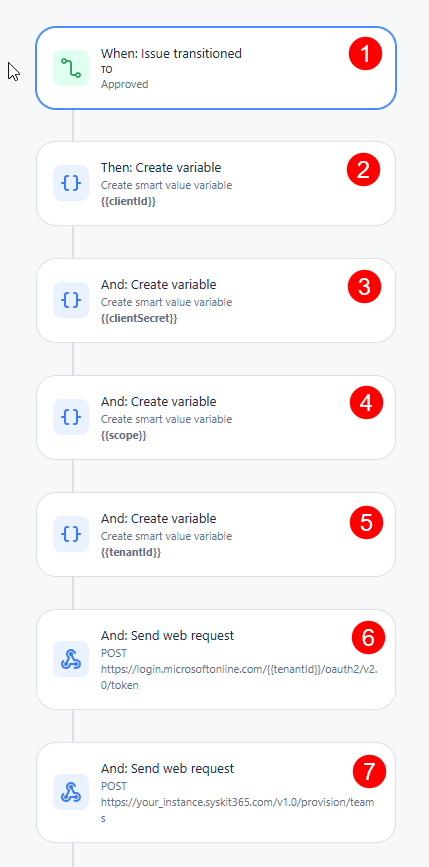 When: Issue transitioned
1
TO
Approved
Then: Create variable
2
Create smart value variable
{{clientId}}
And: Create variable
3
Create smart value variable
{{clientSecret}}
And: Create variable
4
Create smart value variable
{{scope}}
And: Create variable
5
Create smart value variable
{{tenantId}}
And: Send web request
6
POST
https://login.microsoftonline.com/{{tenantId}}/oauth2/v2.
0/token
And: Send web request
7
POST
https://your_instance.syskit365.com/v1.0/provision/team
s